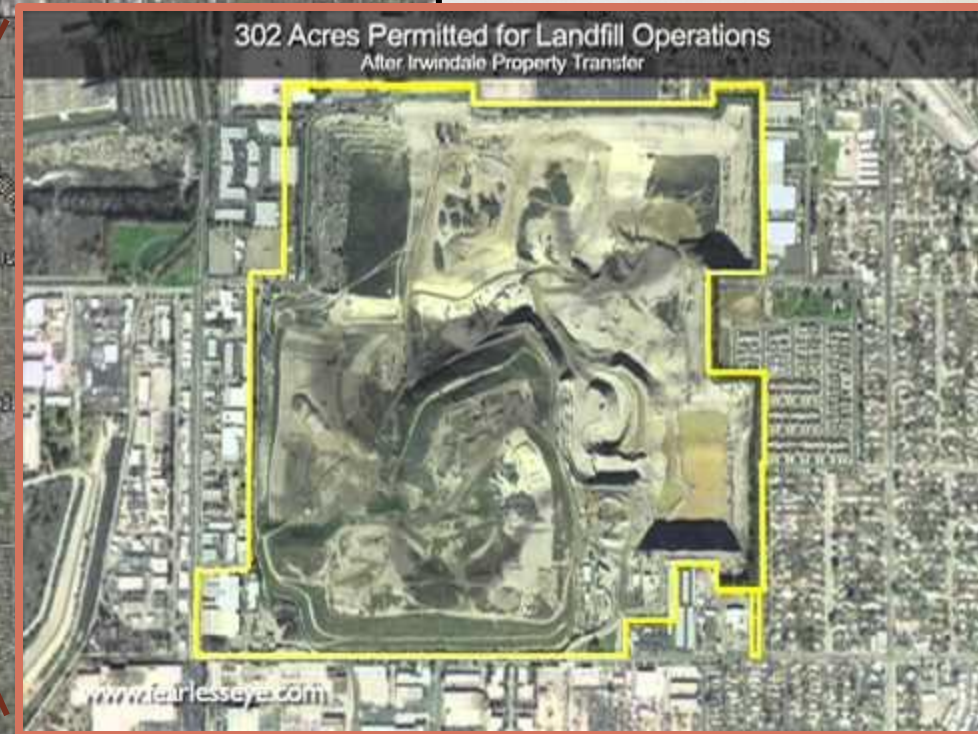 302 Acres Permitted for Landfill Operations
After Irwindale Property Transfer
www.fearlesseye.com